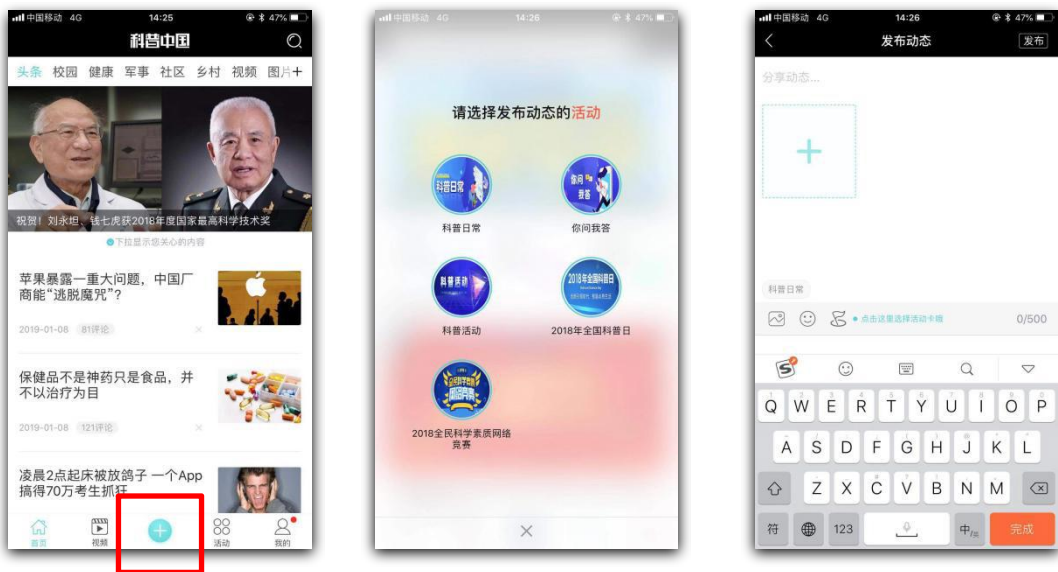 中国移动 4G 14:25 47%
科普中国
头条 校园 健康 军事 社区 乡村 视频 图片+
祝贺!刘永坦、钱七虎获2018年度国家最高科学技术奖
下拉显示您关心的内容
苹果暴露一重大问题,中国厂
商能“逃脱魔咒”?
2019-01-08 81评论 ×
保健品不是神药只是食品,并
不以治疗为目
2019-01-08 121评论 ×
凌晨2点起床被放鸽子 一个App
搞得70万考生抓狂
首页 视频 活动 我的
中国移动 4G 14:26 47%
请选择发布动态的活动
科普日常 你问我答
科普日常 你问我答
科普活动 2018年全国科普日
科普活动 2018年全国科普日
2018全民科学素质网络
竞赛
×
中国移动 4G 14:26 47%
发布动态 发布
分享动态...
科普日常
点击这里选择活动卡哦 0/500
Q W E R T Y U I O P
A S D F G H J K L
Z X C V B N M
符 123 中/英 完成